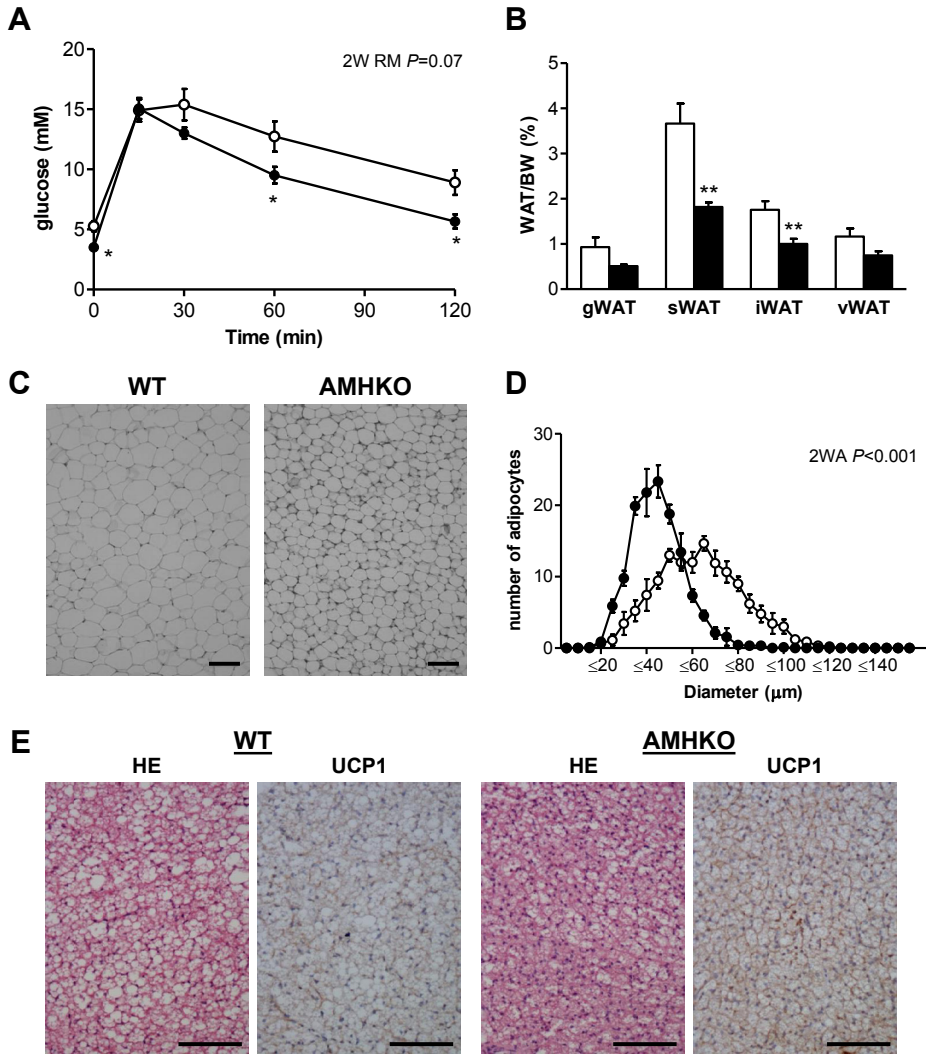 A
2W RM P=0.07
glucose (mM)
20
15
10
5
0
*
*
*
0 30 60 90 120
Time (min)
B
WAT/BW (%)
5
4
3
2
1
0
**
**
gWAT sWAT iWAT vWAT
C
WT AMHKO
D
2WA P<0.001
number of adipocytes
30
20
10
0
≤20 ≤40 ≤60 ≤80 ≤100 ≤120 ≤140
Diameter (μm)
E
WT AMHKO
HE UCP1 HE UCP1